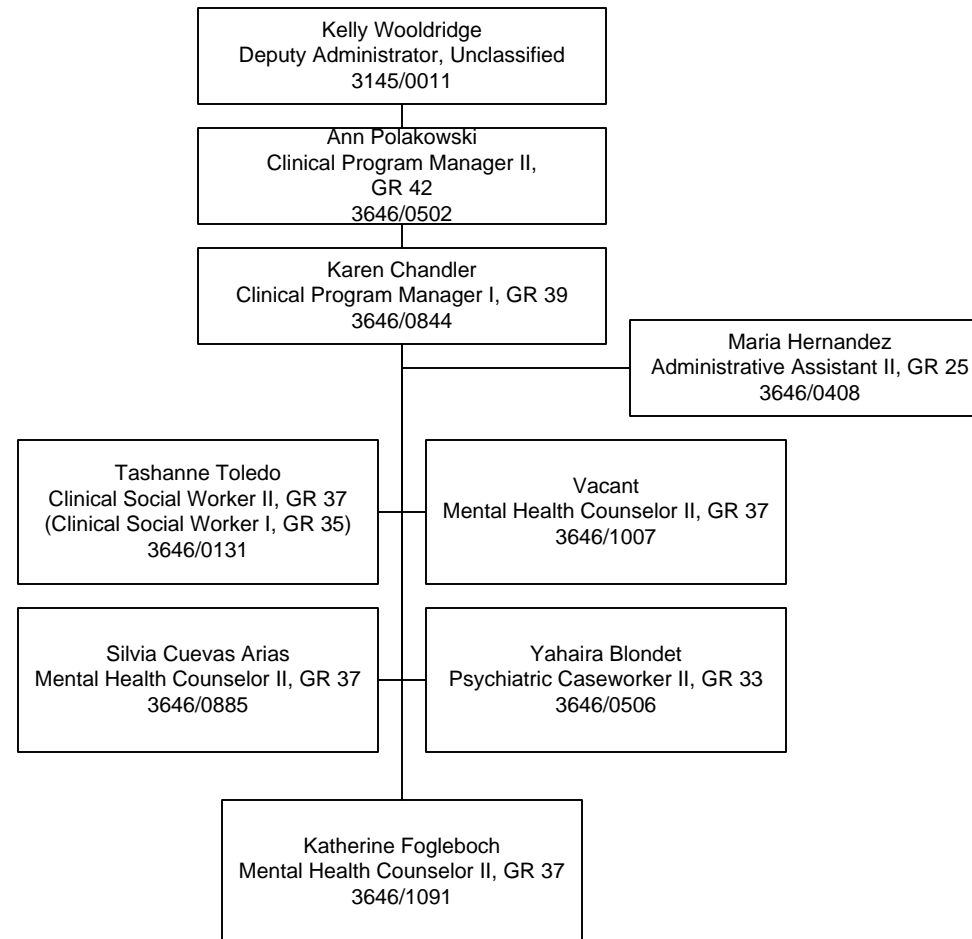 Kelly Wooldridge
Deputy Administrator, Unclassified
3145/0011
Ann Polakowski
Clinical Program Manager II,
GR 42
3646/0502
Karen Chandler
Clinical Program Manager I, GR 39
3646/0844
Maria Hernandez
Administrative Assistant II, GR 25
3646/0408
Tashanne Toledo
Clinical Social Worker II, GR 37
(Clinical Social Worker I, GR 35)
3646/0131
Vacant
Mental Health Counselor II, GR 37
3646/1007
Silvia Cuevas Arias
Mental Health Counselor II, GR 37
3646/0885
Yahaira Blondet
Psychiatric Caseworker II, GR 33
3646/0506
Katherine Fogleboch
Mental Health Counselor II, GR 37
3646/1091